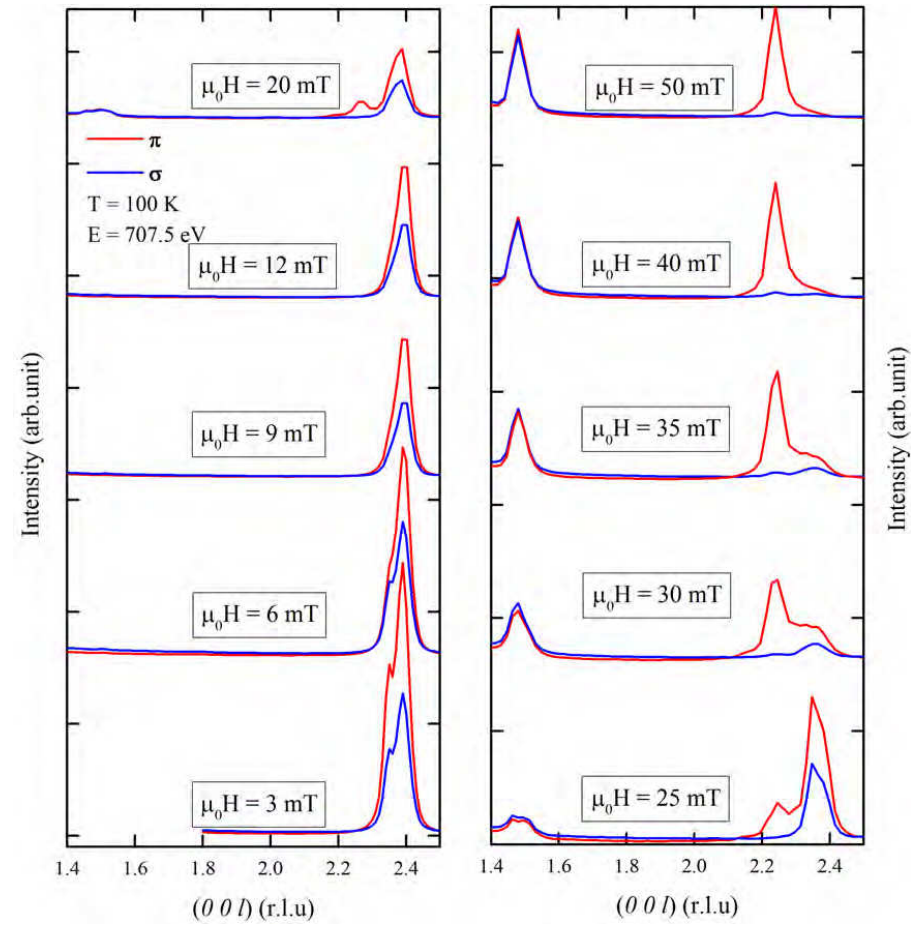 μ₀H = 20 mT
π
σ
T = 100 K
E = 707.5 eV
μ₀H = 12 mT
μ₀H = 9 mT
μ₀H = 6 mT
μ₀H = 3 mT
Intensity (arb.unit)
1.4 1.6 1.8 2.0 2.2 2.4
(0 0 l) (r.l.u)
μ₀H = 50 mT
μ₀H = 40 mT
μ₀H = 35 mT
μ₀H = 30 mT
μ₀H = 25 mT
Intensity (arb.unit)
1.4 1.6 1.8 2.0 2.2 2.4
(0 0 l) (r.l.u)